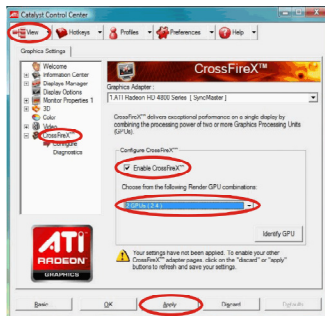 Catalyst Control Center
View Hotkeys Profiles Preferences Help
Graphics Settings
Welcome
Information Center
Displays Manager
Display Options
Monitor Properties 1
3D
Color
Video
CrossFireX™
Configure
Diagnostics
ATI
RADEON
GRAPHICS
CrossFireX™
Graphics Adapter :
1.ATI Radeon HD 4800 Series [ SyncMaster ]
CrossFireX™ delivers exceptional performance on a single display by
combining the processing power of two or more Graphics Processing Units
(GPUs).
Configure CrossFireX™
Enable CrossFireX™
Choose from the following Render GPU combinations:
2 GPUs ( 2 4 )
Identify GPU
Your settings have not been applied. To enable your other
CrossFireX™ adapter pages, click on the "discard" or "apply"
buttons to refresh and save your settings.
Basic OK Apply Discard Defaults